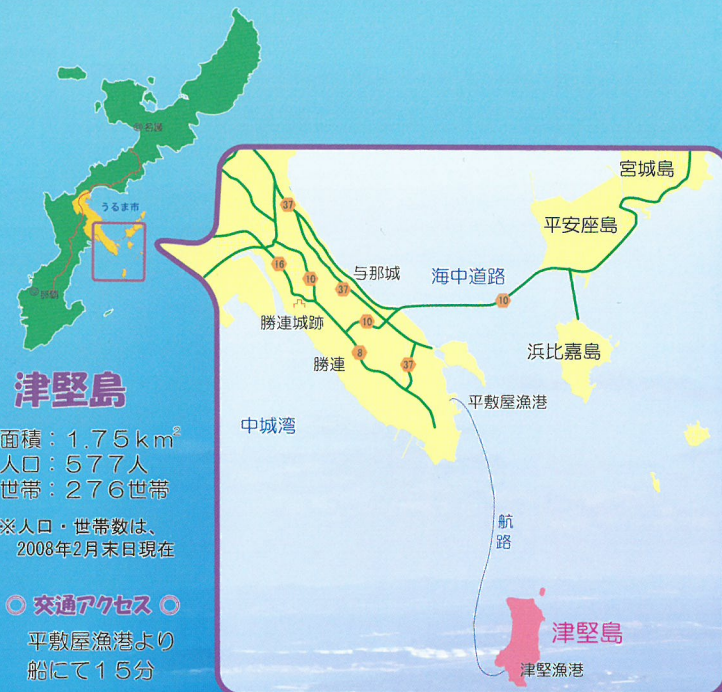 名護
うるま市
那覇
津堅島
面積：1.75km²
人口：577人
世帯：276世帯
※人口・世帯数は、
2008年2月末日現在
◎ 交通アクセス ◎
平敷屋漁港より
船にて15分
宮城島
平安座島
37
与那城
海中道路
16
10
37
10
勝連城跡
10
浜比嘉島
8
勝連
37
平敷屋漁港
中城湾
航路
津堅島
津堅漁港